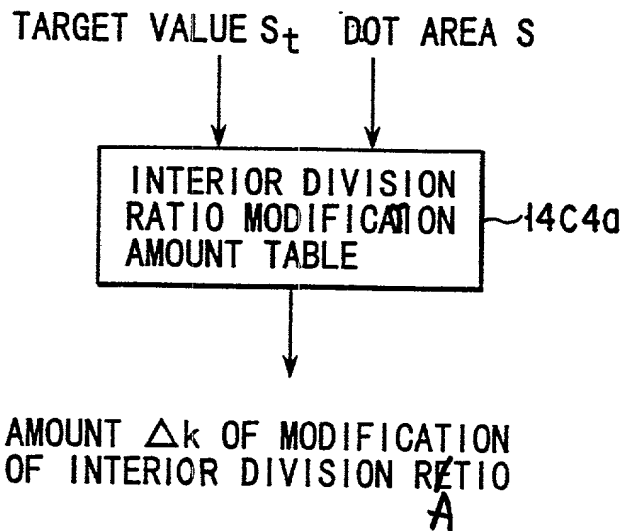 TARGET VALUE St DOT AREA S
INTERIOR DIVISION
RATIO MODIFICATION
AMOUNT TABLE
14C4a
AMOUNT △k OF MODIFICATION
OF INTERIOR DIVISION RETIO
A